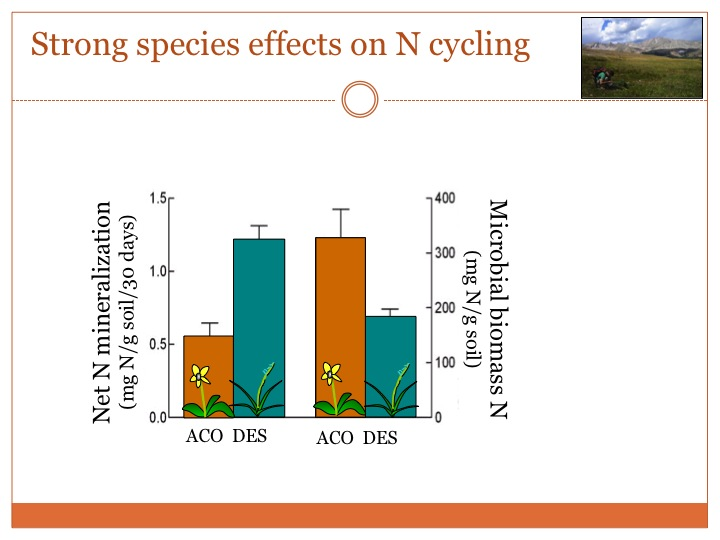 Strong species effects on N cycling
Net N mineralization
(mg N/g soil/30 days)
1.5
1.0
0.5
0.0
400
300
200
100
0
Microbial biomass N
(mg N/g soil)
ACO DES
ACO DES